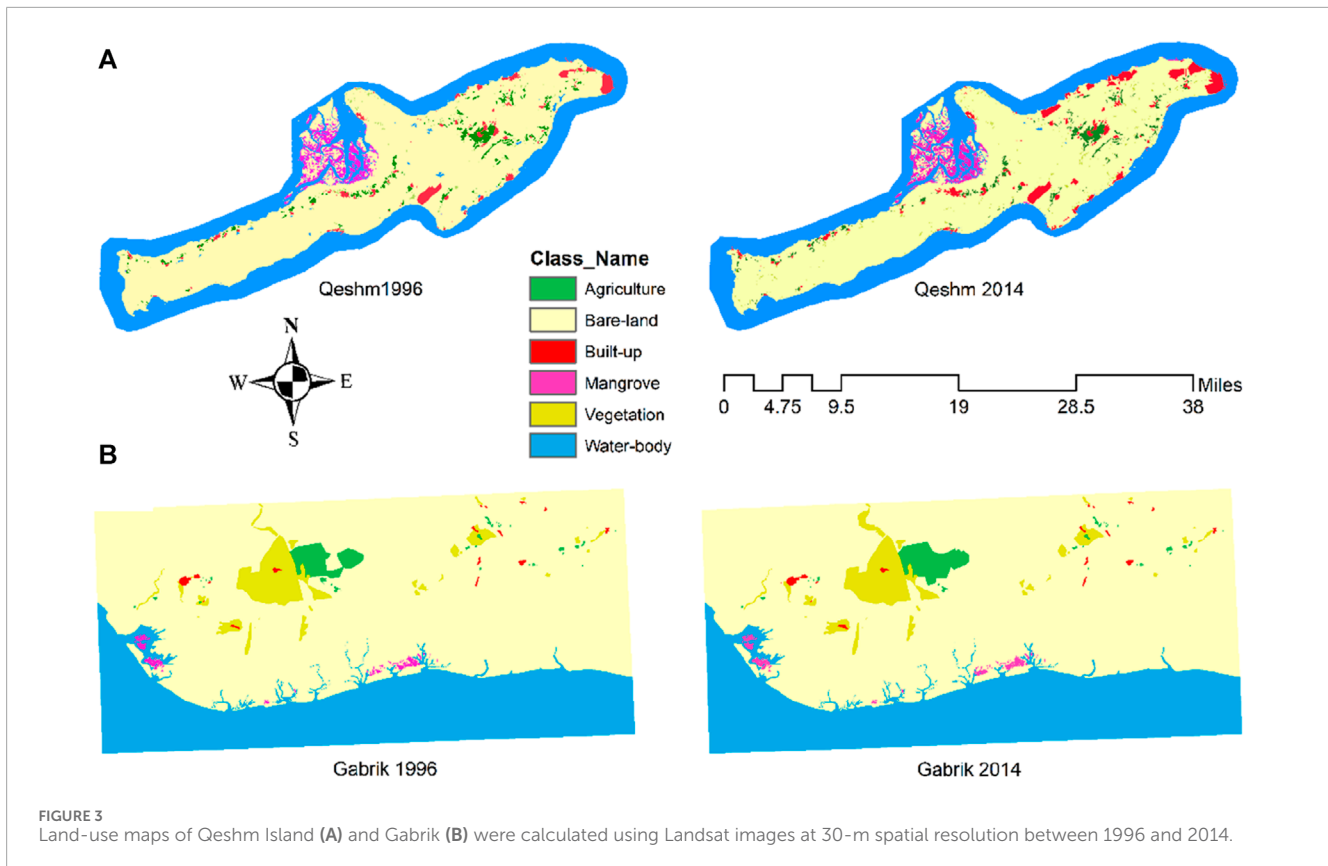 A
Qeshm1996
Qeshm 2014
Class_Name
Agriculture
Bare-land
Built-up
Mangrove
Vegetation
Water-body
N
W E
S
Miles
0 4.75 9.5 19 28.5 38
B
Gabrik 1996
Gabrik 2014
FIGURE 3
Land-use maps of Qeshm Island (A) and Gabrik (B) were calculated using Landsat images at 30-m spatial resolution between 1996 and 2014.